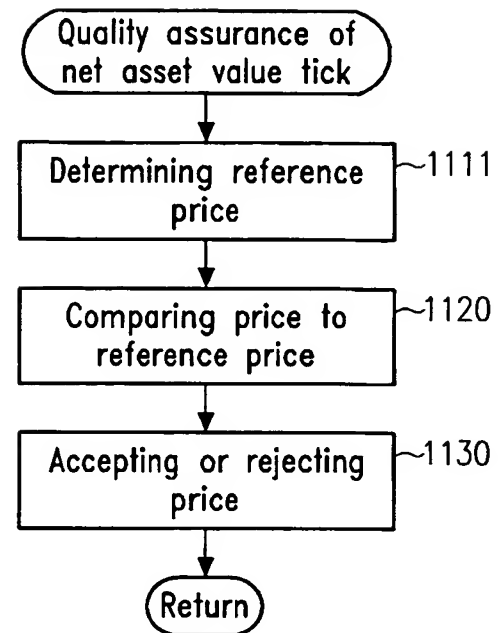 Quality assurance of
net asset value tick
Determining reference
price
1111
Comparing price to
reference price
1120
Accepting or rejecting
price
1130
Return